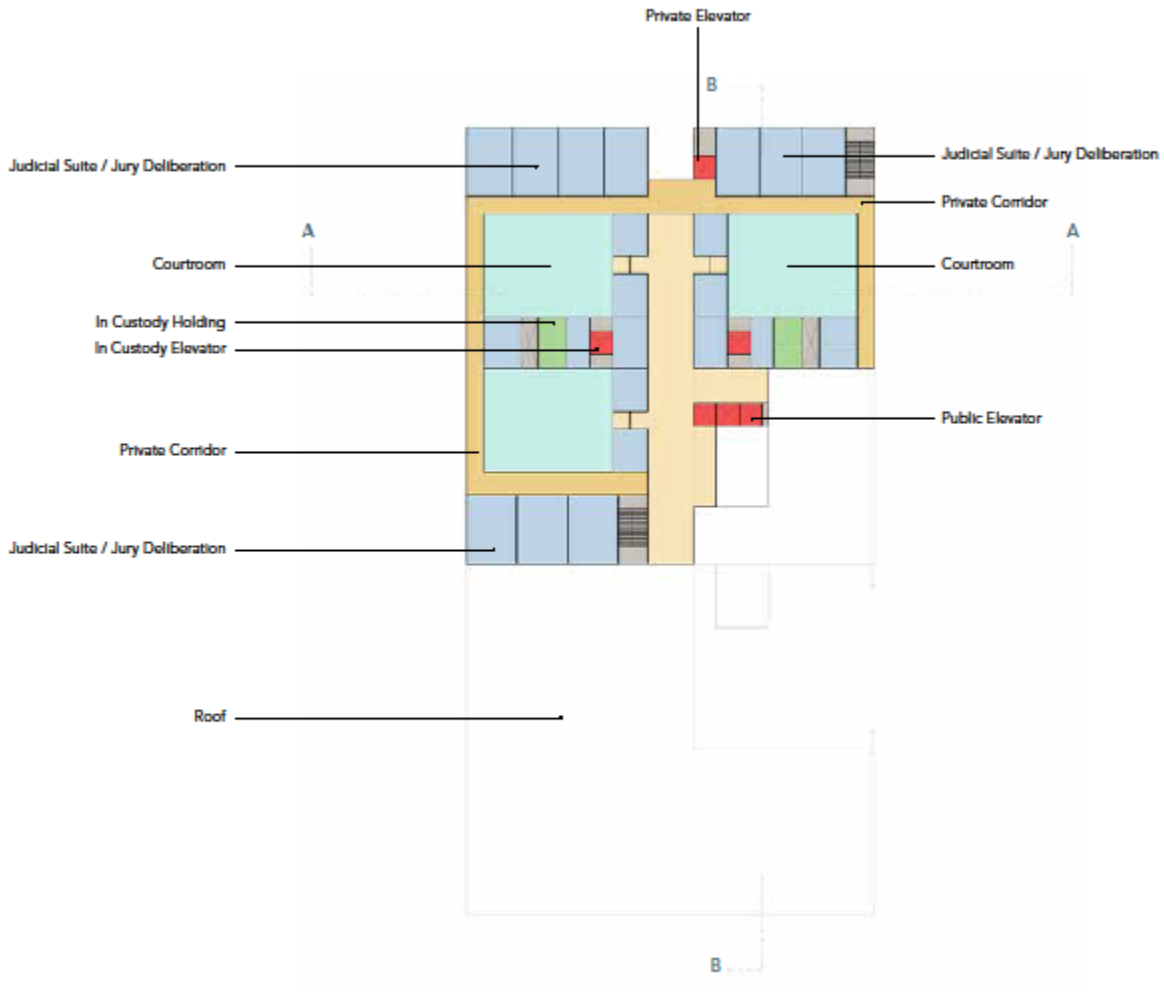 Private Elevator
B
Judicial Suite / Jury Deliberation
Judicial Suite / Jury Deliberation
Private Corridor
A
A
Courtroom
Courtroom
In Custody Holding
In Custody Elevator
Public Elevator
Private Corridor
Judicial Suite / Jury Deliberation
Roof
B